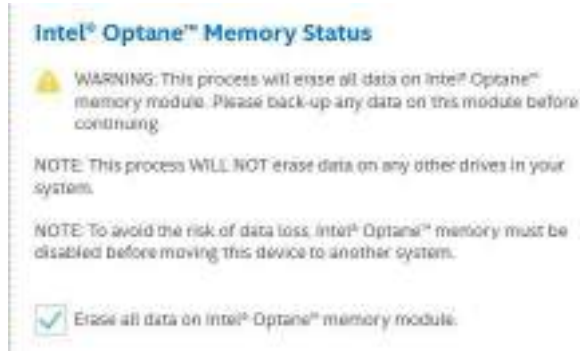 Intel® Optane™ Memory Status
WARNING: This process will erase all data on Intel® Optane™
memory module. Please back-up any data on this module before
continuing.
NOTE: This process WILL NOT erase data on any other drives in your
system.
NOTE: To avoid the risk of data loss, Intel® Optane™ memory must be
disabled before moving this device to another system.
Erase all data on Intel® Optane™ memory module.